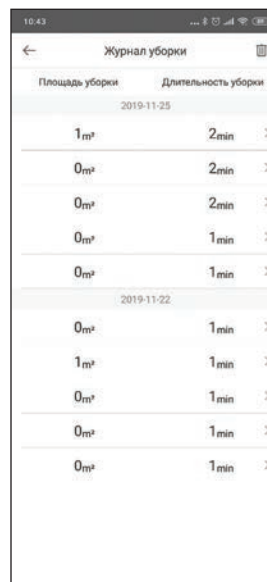 10:43
Журнал уборки
Площадь уборки Длительность уборки
2019-11-25
1m² 2min
0m² 2min
0m² 2min
0m² 1min
0m² 1min
2019-11-22
0m² 1min
1m² 1min
0m² 1min
0m² 1min
0m² 1min